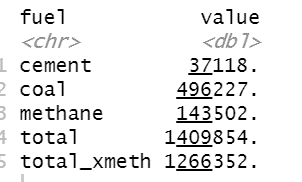 fuel value
<chr> <dbl>
1 cement 37118.
2 coal 496227.
3 methane 143502.
4 total 1409854.
5 total_xmeth 1266352.